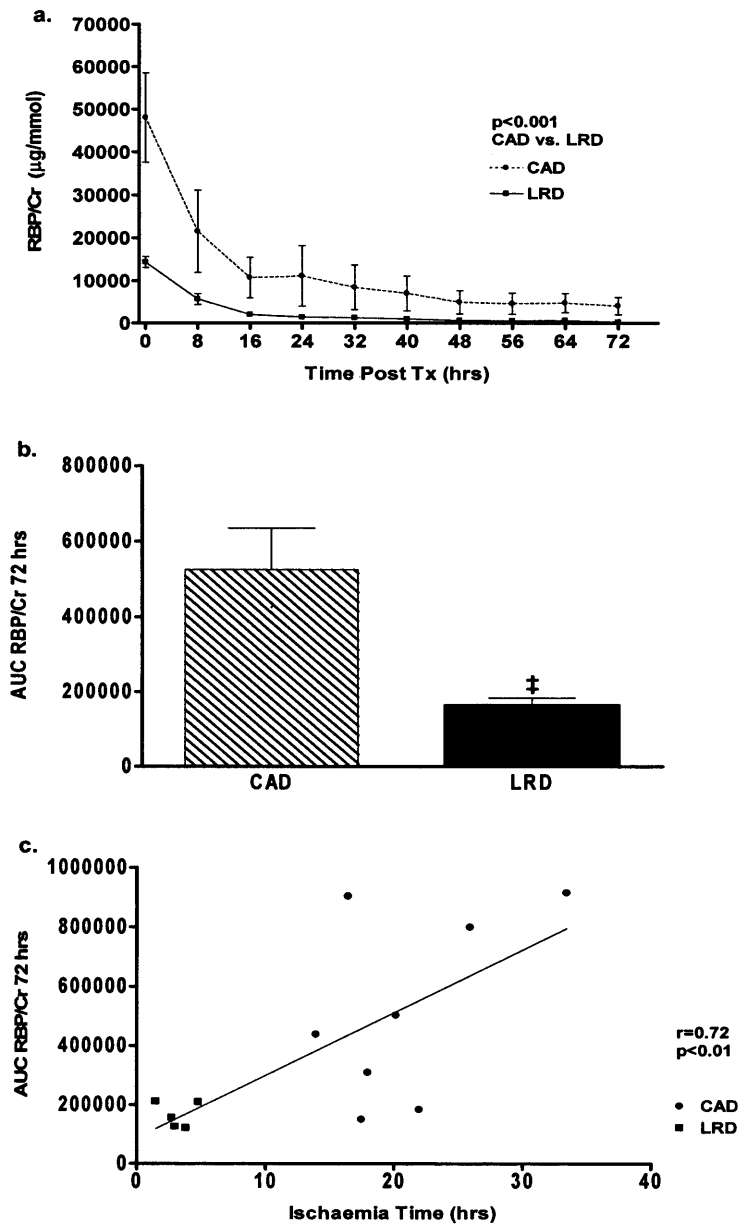 a.
70000
60000
50000
40000
30000
20000
10000
0
RBP/Cr (µg/mmol)
p<0.001
CAD vs. LRD
CAD
LRD
0 8 16 24 32 40 48 56 64 72
Time Post Tx (hrs)
b.
800000
600000
400000
200000
0
AUC RBP/Cr 72 hrs
‡
CAD LRD
c.
1000000
800000
600000
400000
200000
0
AUC RBP/Cr 72 hrs
r=0.72
p<0.01
CAD
LRD
0 10 20 30 40
Ischaemia Time (hrs)